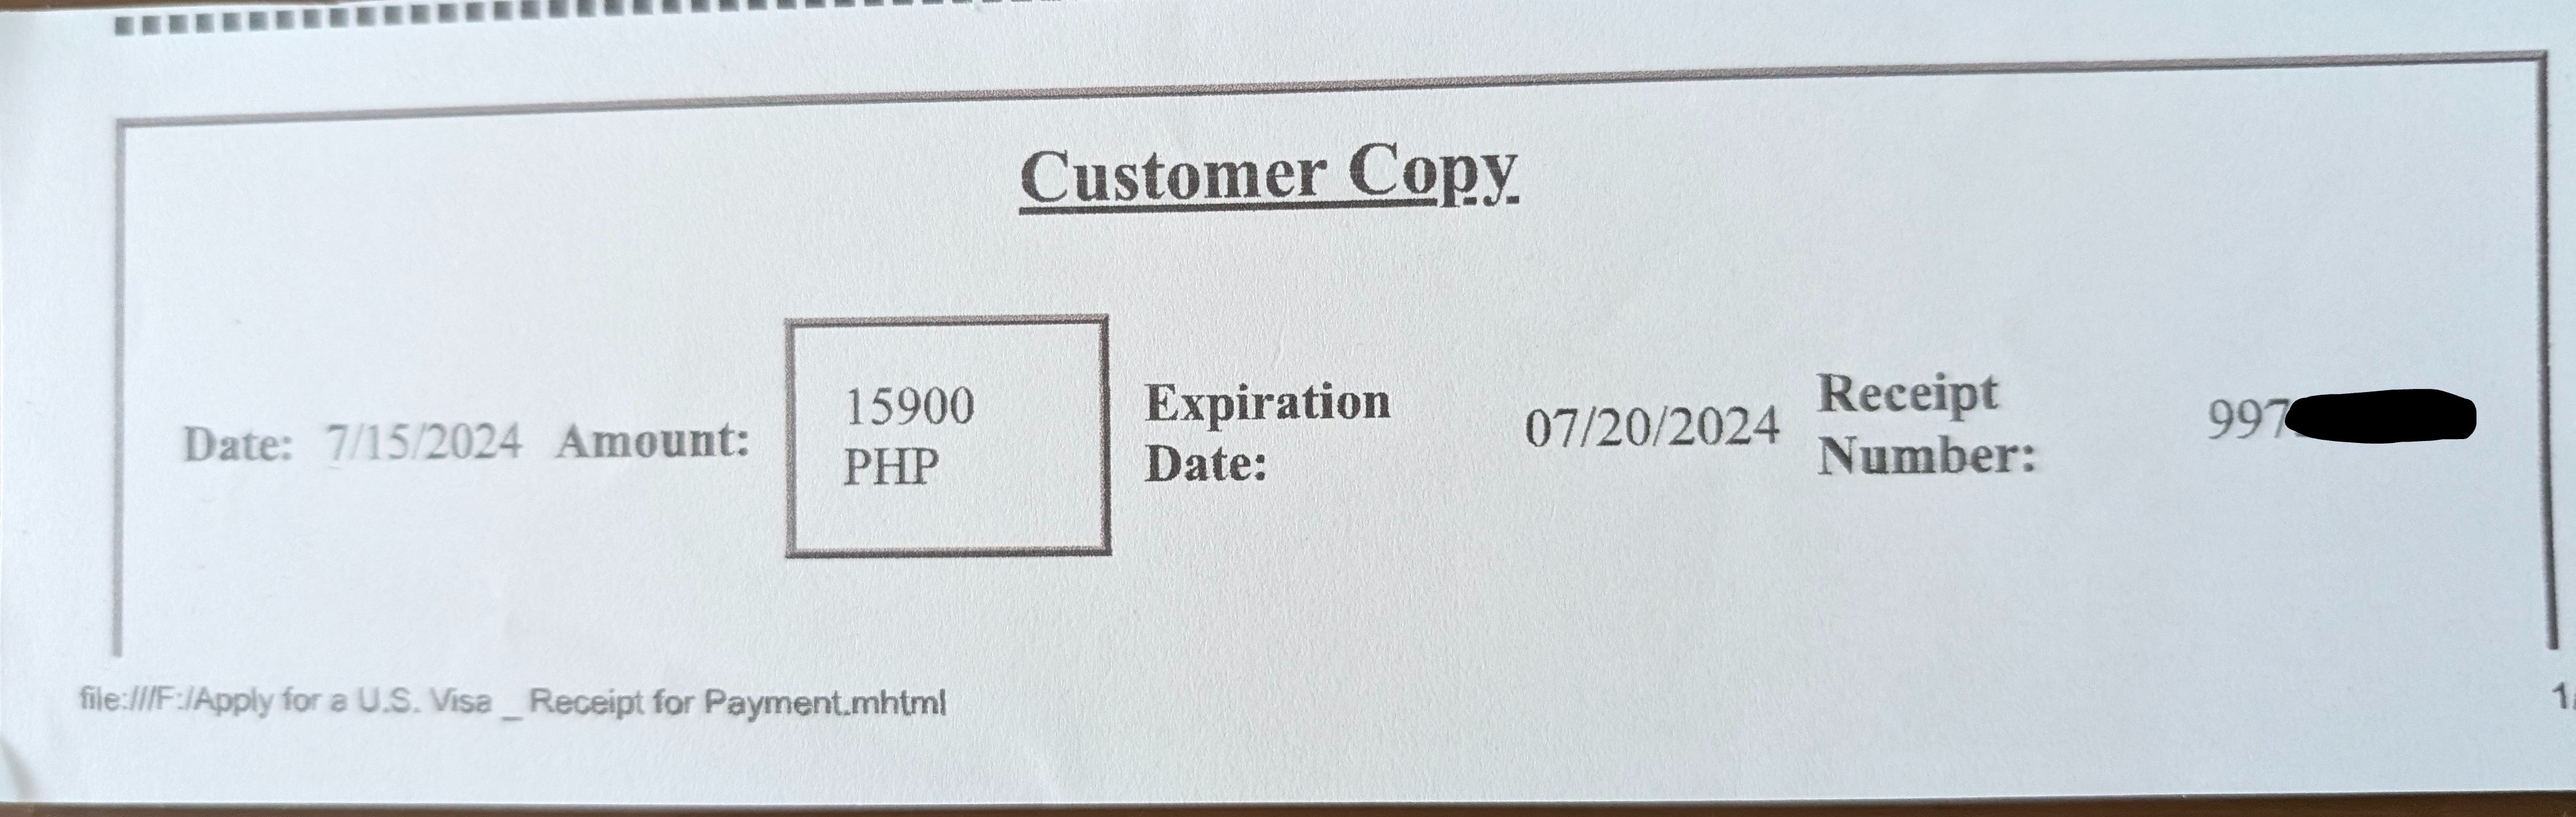 Customer Copy
Date: 7/15/2024 Amount: 15900 PHP Expiration Date: 07/20/2024 Receipt Number: 997
file:///F:/Apply for a U.S. Visa _ Receipt for Payment.mhtml
1/